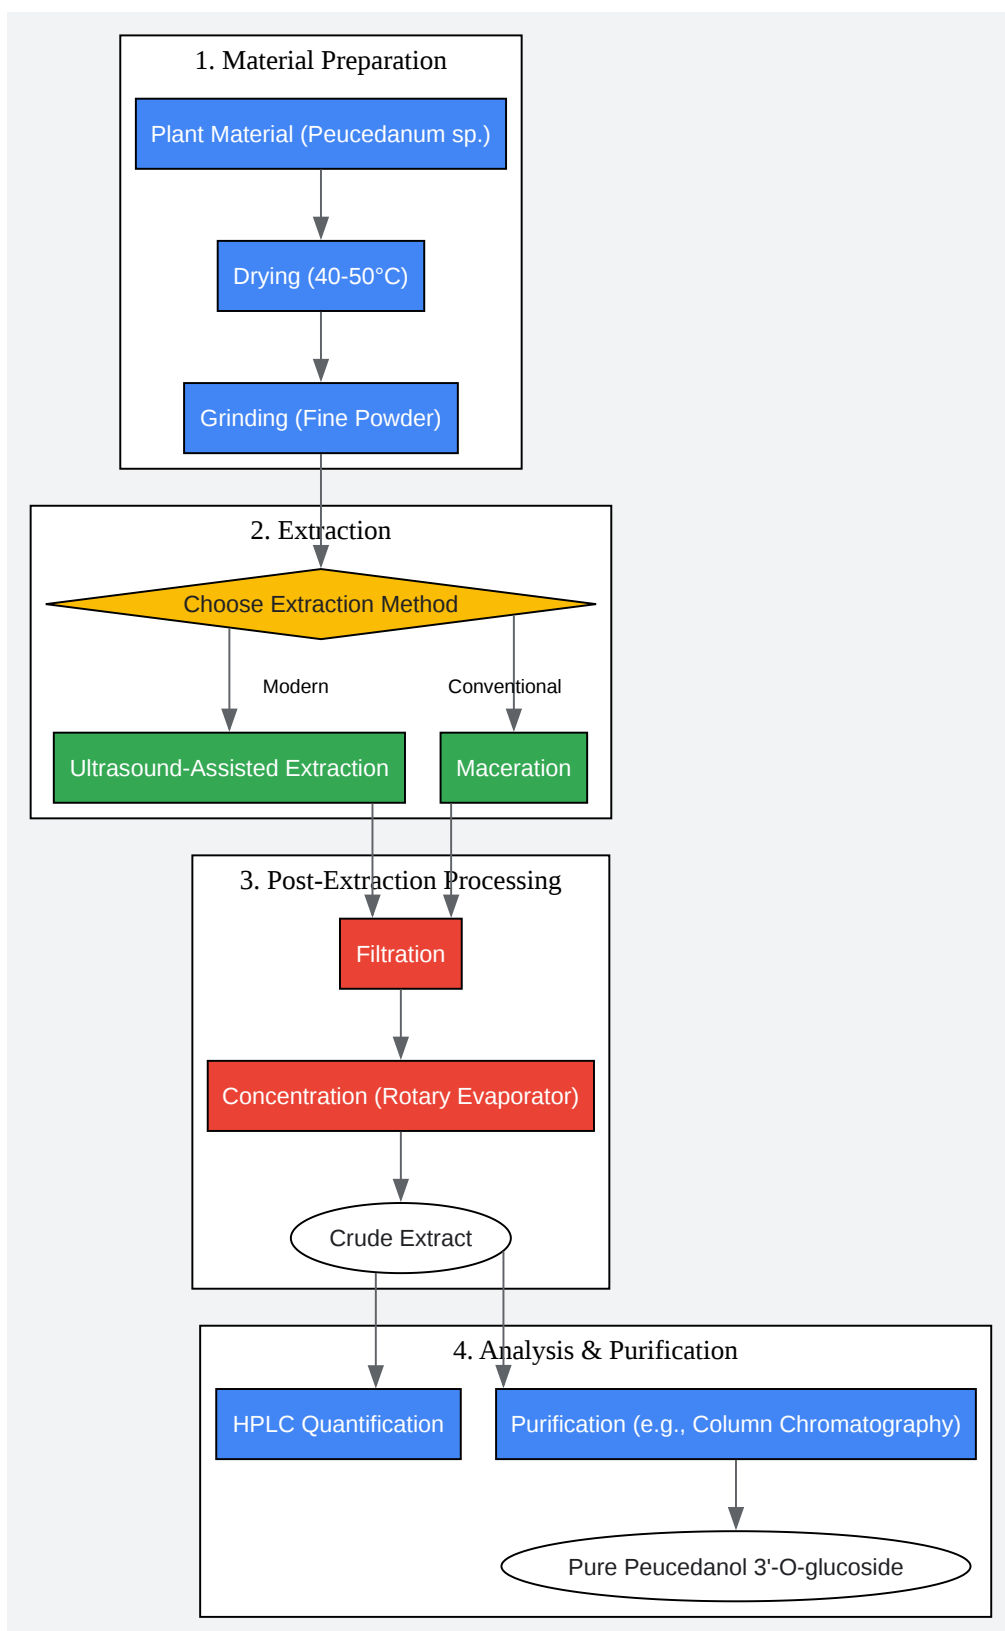 1. Material Preparation
Plant Material (Peucedanum sp.)
Drying (40-50°C)
Grinding (Fine Powder)
2. Extraction
Choose Extraction Method
Modern
Conventional
Ultrasound-Assisted Extraction
Maceration
3. Post-Extraction Processing
Filtration
Concentration (Rotary Evaporator)
Crude Extract
4. Analysis & Purification
HPLC Quantification
Purification (e.g., Column Chromatography)
Pure Peucedanol 3'-O-glucoside